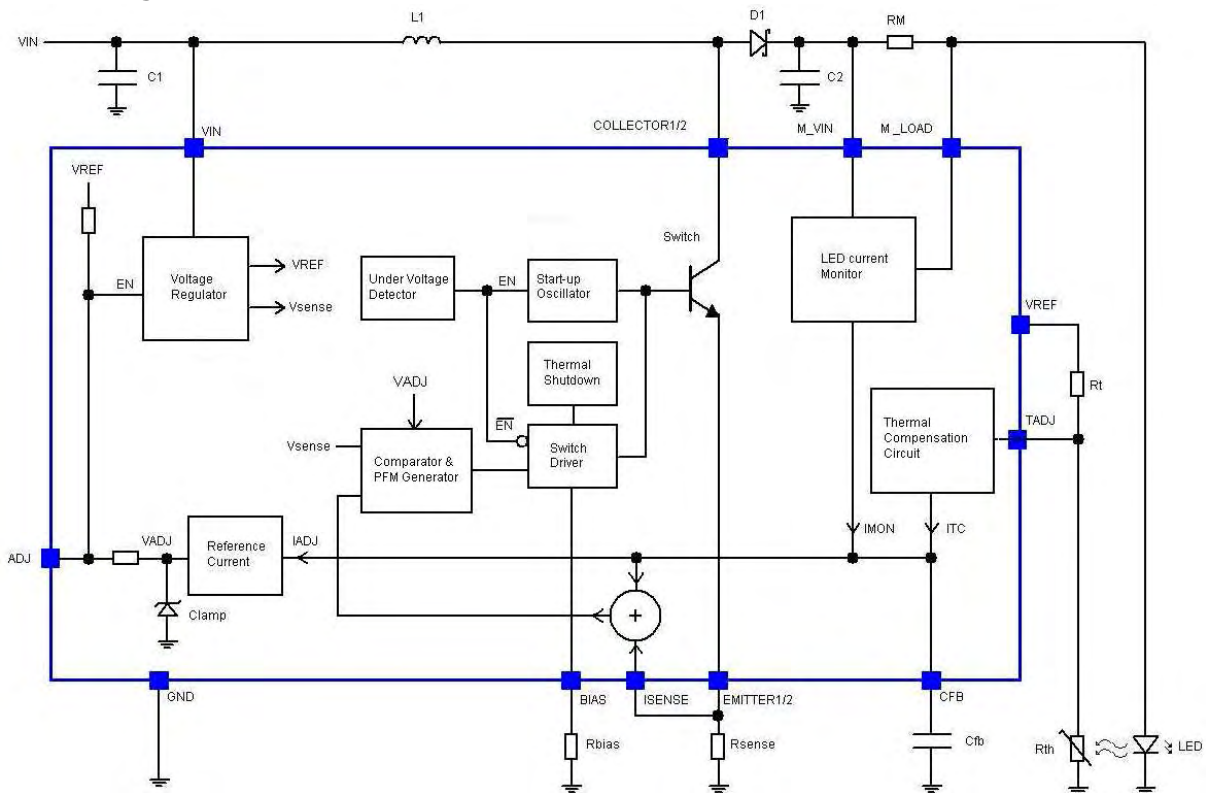 L1
D1
RM
VIN
C1
C2
VIN
COLLECTOR1/2
M_VIN
M_LOAD
VREF
Switch
EN
Voltage
Regulator
VREF
Vsense
Under Voltage
Detector
EN
Start-up
Oscillator
LED current
Monitor
VREF
Thermal
Shutdown
Rt
VADJ
EN
TADJ
Vsense
Comparator &
PFM Generator
Switch
Driver
Thermal
Compensation
Circuit
IMON
ITC
ADJ
VADJ
Reference
Current
IADJ
Clamp
+
GND
BIAS
ISENSE
EMITTER1/2
CFB
Rbias
Rsense
Cfb
Rth
LED